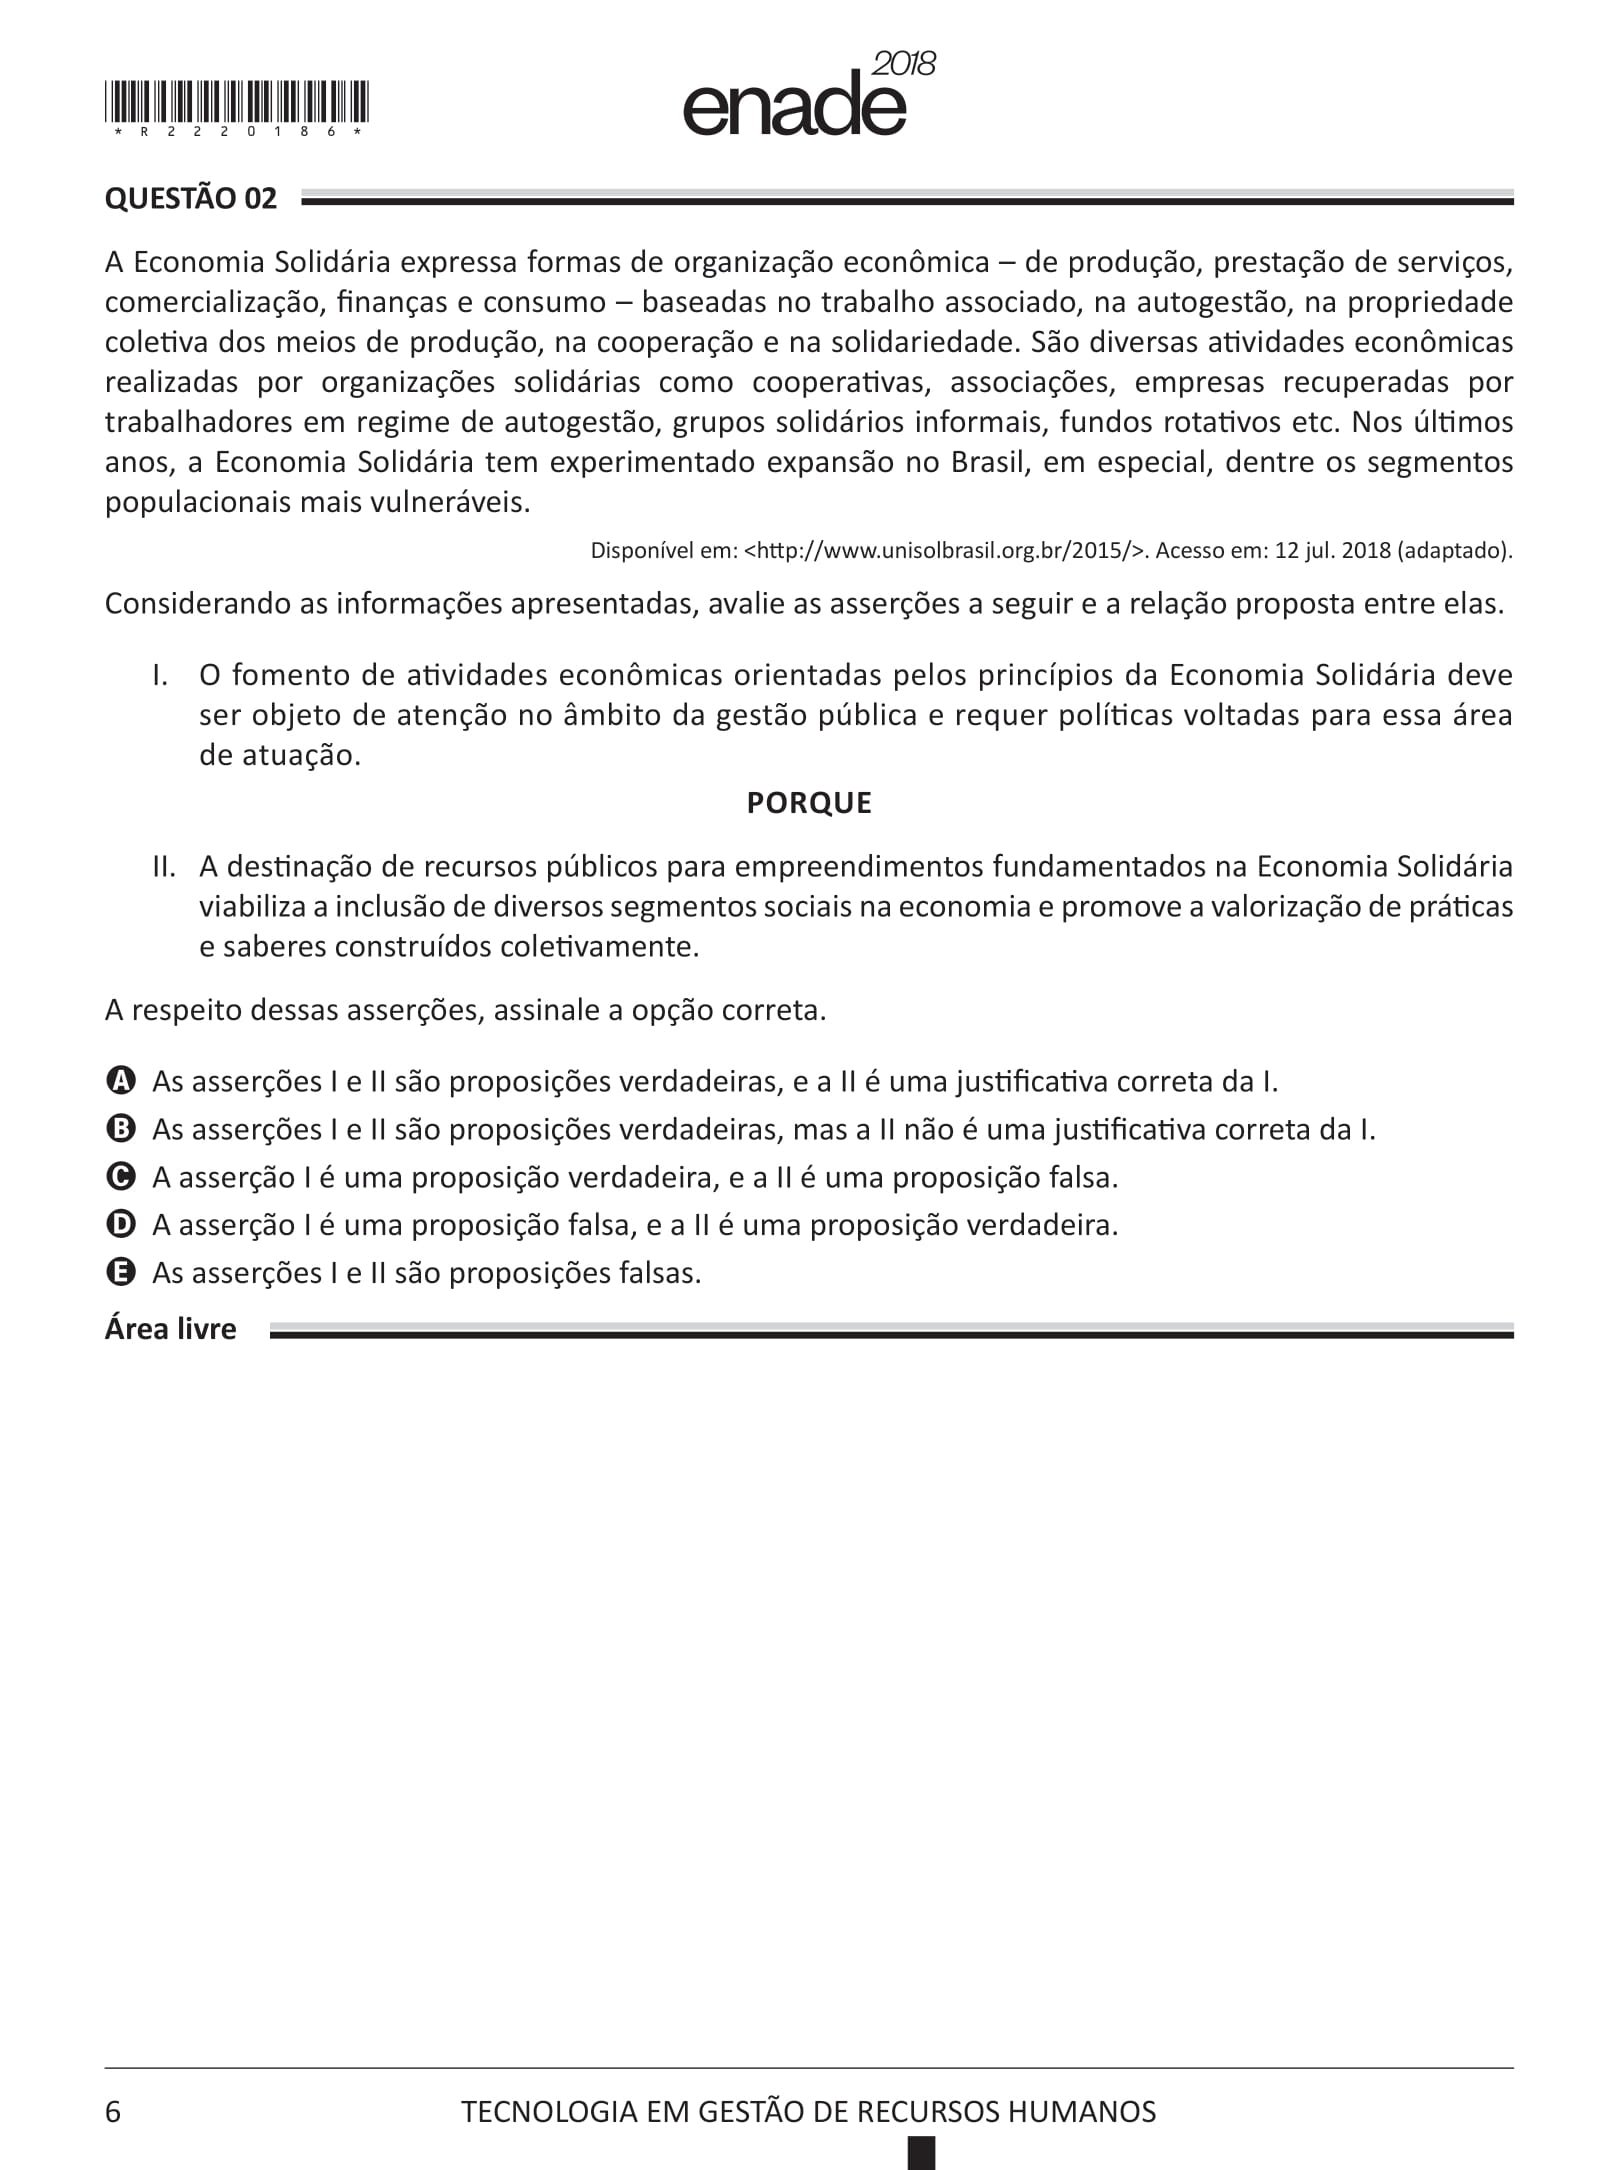 * R 2 2 2 0 1 8 6 *
enade 2018
QUESTÃO 02
A Economia Solidária expressa formas de organização econômica – de produção, prestação de serviços,
comercialização, finanças e consumo – baseadas no trabalho associado, na autogestão, na propriedade
coletiva dos meios de produção, na cooperação e na solidariedade. São diversas atividades econômicas
realizadas por organizações solidárias como cooperativas, associações, empresas recuperadas por
trabalhadores em regime de autogestão, grupos solidários informais, fundos rotativos etc. Nos últimos
anos, a Economia Solidária tem experimentado expansão no Brasil, em especial, dentre os segmentos
populacionais mais vulneráveis.
Disponível em: <http://www.unisolbrasil.org.br/2015/>. Acesso em: 12 jul. 2018 (adaptado).
Considerando as informações apresentadas, avalie as asserções a seguir e a relação proposta entre elas.
I. O fomento de atividades econômicas orientadas pelos princípios da Economia Solidária deve
ser objeto de atenção no âmbito da gestão pública e requer políticas voltadas para essa área
de atuação.
PORQUE
II. A destinação de recursos públicos para empreendimentos fundamentados na Economia Solidária
viabiliza a inclusão de diversos segmentos sociais na economia e promove a valorização de práticas
e saberes construídos coletivamente.
A respeito dessas asserções, assinale a opção correta.
A As asserções I e II são proposições verdadeiras, e a II é uma justificativa correta da I.
B As asserções I e II são proposições verdadeiras, mas a II não é uma justificativa correta da I.
C A asserção I é uma proposição verdadeira, e a II é uma proposição falsa.
D A asserção I é uma proposição falsa, e a II é uma proposição verdadeira.
E As asserções I e II são proposições falsas.
Área livre
6 TECNOLOGIA EM GESTÃO DE RECURSOS HUMANOS